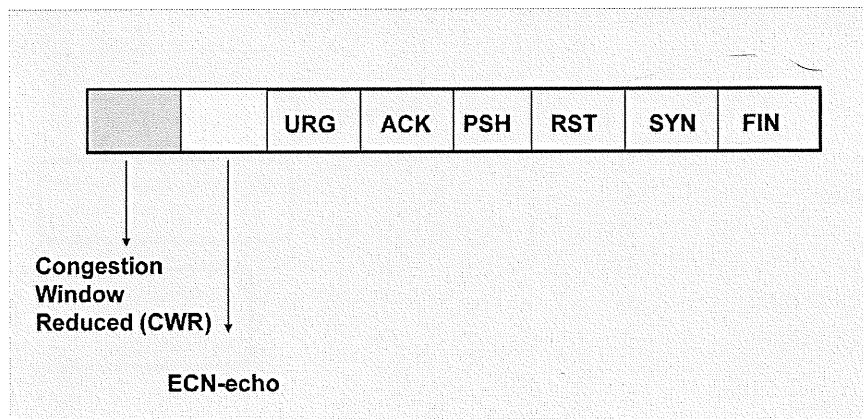 URG ACK PSH RST SYN FIN
Congestion
Window
Reduced (CWR)
ECN-echo